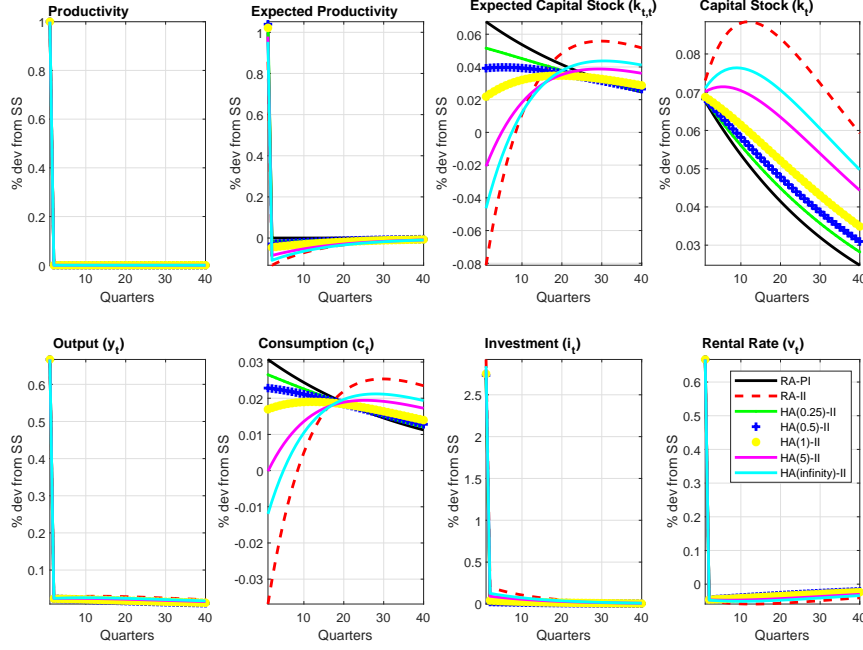 Productivity
Expected Productivity
Expected Capital Stock (k_{t,t})
Capital Stock (k_t)
% dev from SS
1
0.8
0.6
0.4
0.2
0
10 20 30 40
Quarters
% dev from SS
1
0.8
0.6
0.4
0.2
0
10 20 30 40
Quarters
% dev from SS
0.06
0.04
0.02
0
-0.02
-0.04
-0.06
-0.08
10 20 30 40
Quarters
% dev from SS
0.08
0.07
0.06
0.05
0.04
0.03
10 20 30 40
Quarters
Output (y_t)
Consumption (c_t)
Investment (i_t)
Rental Rate (v_t)
% dev from SS
0.6
0.5
0.4
0.3
0.2
0.1
10 20 30 40
Quarters
% dev from SS
0.03
0.02
0.01
0
-0.01
-0.02
-0.03
10 20 30 40
Quarters
% dev from SS
2.5
2
1.5
1
0.5
0
10 20 30 40
Quarters
% dev from SS
0.6
0.5
0.4
0.3
0.2
0.1
0
10 20 30 40
Quarters
RA-PI
RA-II
HA(0.25)-II
HA(0.5)-II
HA(1)-II
HA(5)-II
HA(infinity)-II